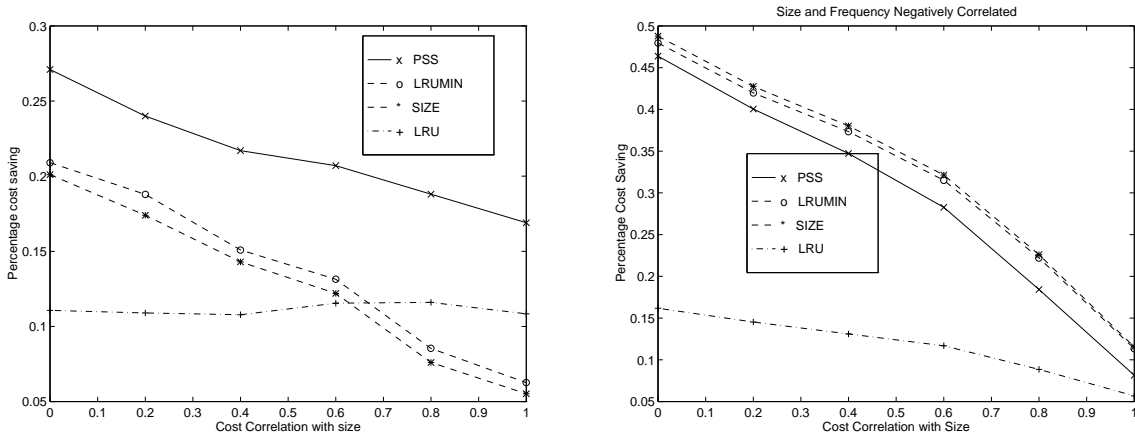 0.3
0.25
0.2
0.15
0.1
0.05
Percentage cost saving
x PSS
o LRUMIN
* SIZE
+ LRU
0 0.1 0.2 0.3 0.4 0.5 0.6 0.7 0.8 0.9 1
Cost Correlation with size
Size and Frequency Negatively Correlated
0.5
0.45
0.4
0.35
0.3
0.25
0.2
0.15
0.1
0.05
Percentage Cost Saving
x PSS
o LRUMIN
* SIZE
+ LRU
0 0.1 0.2 0.3 0.4 0.5 0.6 0.7 0.8 0.9 1
Cost Correlation with Size